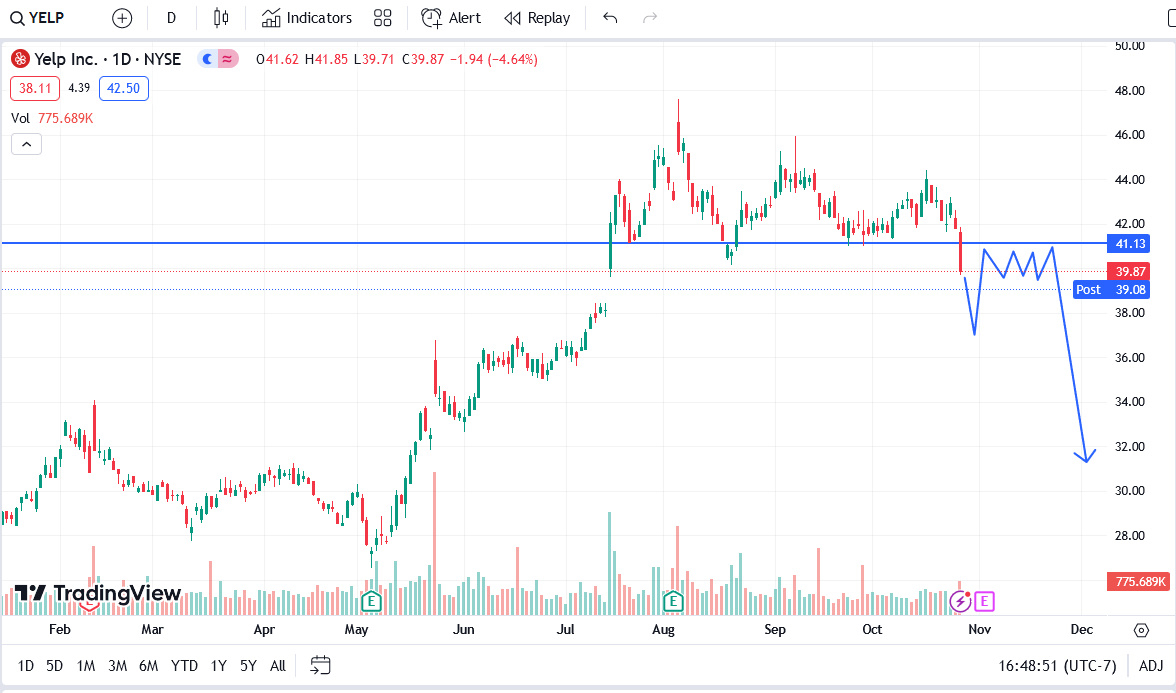 YELP D Indicators Alert Replay
Yelp Inc. · 1D · NYSE O41.62 H41.85 L39.71 C39.87 −1.94 (−4.64%)
38.11 4.39 42.50
Vol 775.689K
50.00
48.00
46.00
44.00
42.00
41.13
39.87
Post 39.08
38.00
36.00
34.00
32.00
30.00
28.00
775.689K
TradingView
E E E E
Feb Mar Apr May Jun Jul Aug Sep Oct Nov Dec
1D 5D 1M 3M 6M YTD 1Y 5Y All 16:48:51 (UTC-7) ADJ